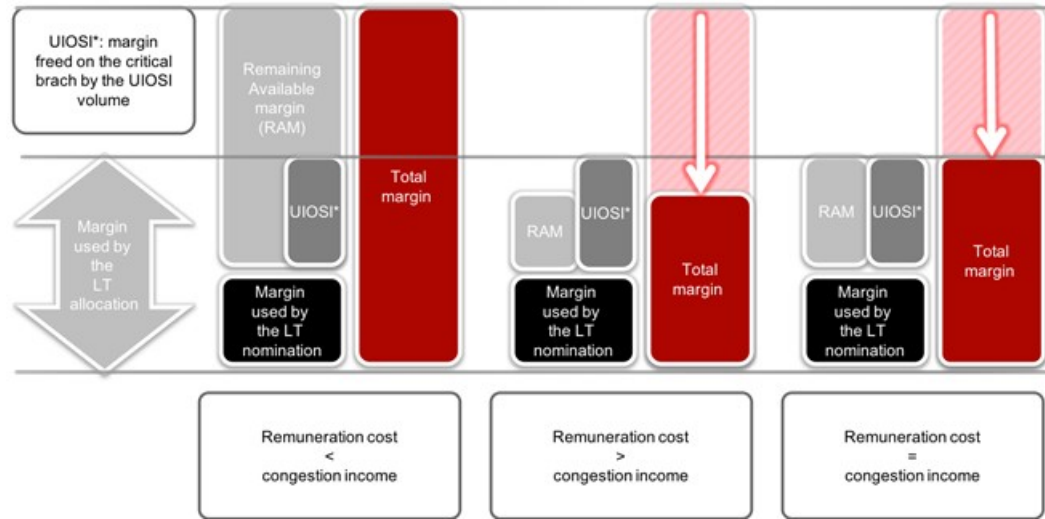 UIOSI*: margin
freed on the critical
brach by the UIOSI
volume
Margin
used by
the
LT
allocation
Remaining
Available
margin
(RAM)
UIOSI*
Margin
used by
the LT
nomination
Total
margin
RAM
UIOSI*
Margin
used by
the LT
nomination
Total
margin
RAM
UIOSI*
Margin
used by
the LT
nomination
Total
margin
Remuneration cost
<
congestion income
Remuneration cost
>
congestion income
Remuneration cost
=
congestion income